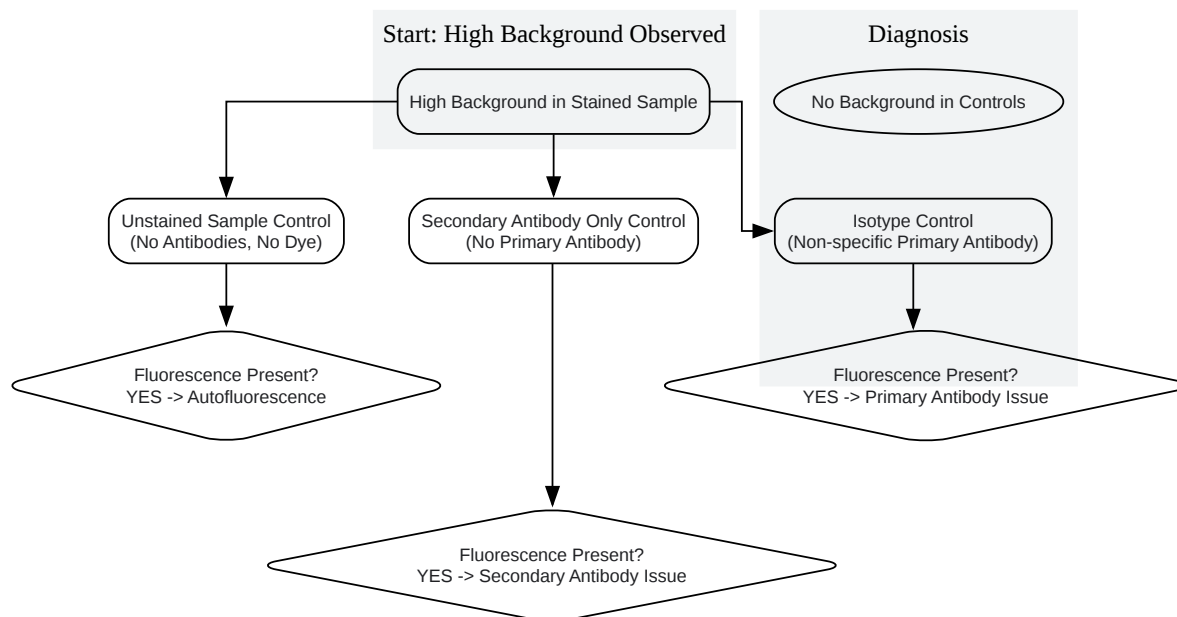 Start: High Background Observed
Diagnosis
High Background in Stained Sample
No Background in Controls
Unstained Sample Control
(No Antibodies, No Dye)
Secondary Antibody Only Control
(No Primary Antibody)
Isotype Control
(Non-specific Primary Antibody)
Fluorescence Present?
YES -> Autofluorescence
Fluorescence Present?
YES -> Primary Antibody Issue
Fluorescence Present?
YES -> Secondary Antibody Issue